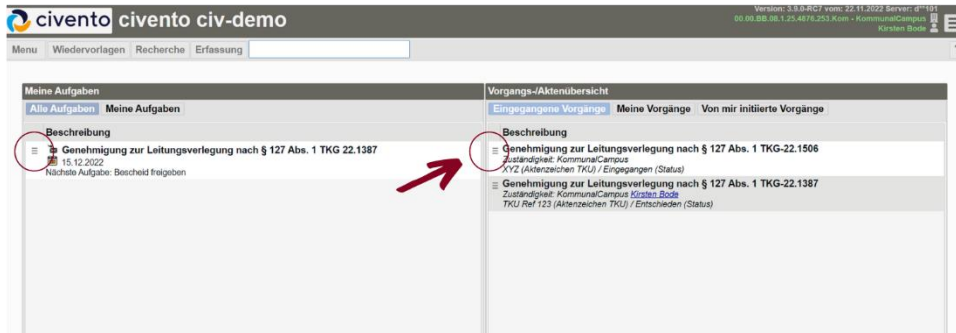 civento civento civ-demo
Version: 3.9.0-RC7 vom: 22.11.2022 Server: d**101
00.00.BB.08.1.25.4876.253.Kom - KommunalCampus
Kirsten Bode
Menu Wiedervorlagen Recherche Erfassung
Meine Aufgaben
Alle Aufgaben Meine Aufgaben
Beschreibung
Genehmigung zur Leitungsverlegung nach § 127 Abs. 1 TKG 22.1387
15.12.2022
Nächste Aufgabe: Bescheid freigeben
Vorgangs-/Aktenübersicht
Eingegangene Vorgänge Meine Vorgänge Von mir initiierte Vorgänge
Beschreibung
Genehmigung zur Leitungsverlegung nach § 127 Abs. 1 TKG-22.1506
Zuständigkeit: KommunalCampus
XYZ (Aktenzeichen TKU) / Eingegangen (Status)
Genehmigung zur Leitungsverlegung nach § 127 Abs. 1 TKG-22.1387
Zuständigkeit: KommunalCampus Kirsten Bode
TKU Ref 123 (Aktenzeichen TKU) / Entschieden (Status)